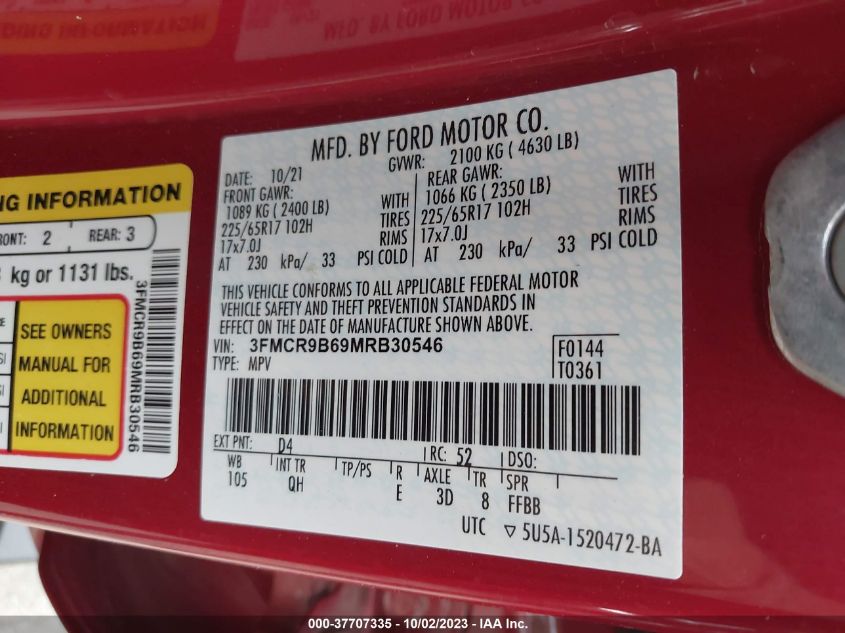 MFD. BY FORD MOTOR CO.
DATE: 10/21 GVWR: 2100 KG ( 4630 LB)
FRONT GAWR: REAR GAWR:
1089 KG (2400 LB) WITH 1066 KG (2350 LB) WITH
225/65R17 102H TIRES 225/65R17 102H TIRES
17x7.0J RIMS 17x7.0J RIMS
AT 230 kPa/ 33 PSI COLD AT 230 kPa/ 33 PSI COLD
THIS VEHICLE CONFORMS TO ALL APPLICABLE FEDERAL MOTOR
VEHICLE SAFETY AND THEFT PREVENTION STANDARDS IN
EFFECT ON THE DATE OF MANUFACTURE SHOWN ABOVE.
VIN: 3FMCR9B69MRB30546 F0144
TYPE: MPV T0361
EXT PNT: D4 RC: 52 DSO:
WB INT TR TP/PS R AXLE TR SPR
105 QH E 3D 8 FFBB
UTC ▽ 5U5A-1520472-BA
NG INFORMATION
RONT: 2 REAR: 3
kg or 1131 lbs.
SEE OWNERS
MANUAL FOR
ADDITIONAL
INFORMATION
3FMCR9B69MRB30546
000-37707335 - 10/02/2023 - IAA Inc.